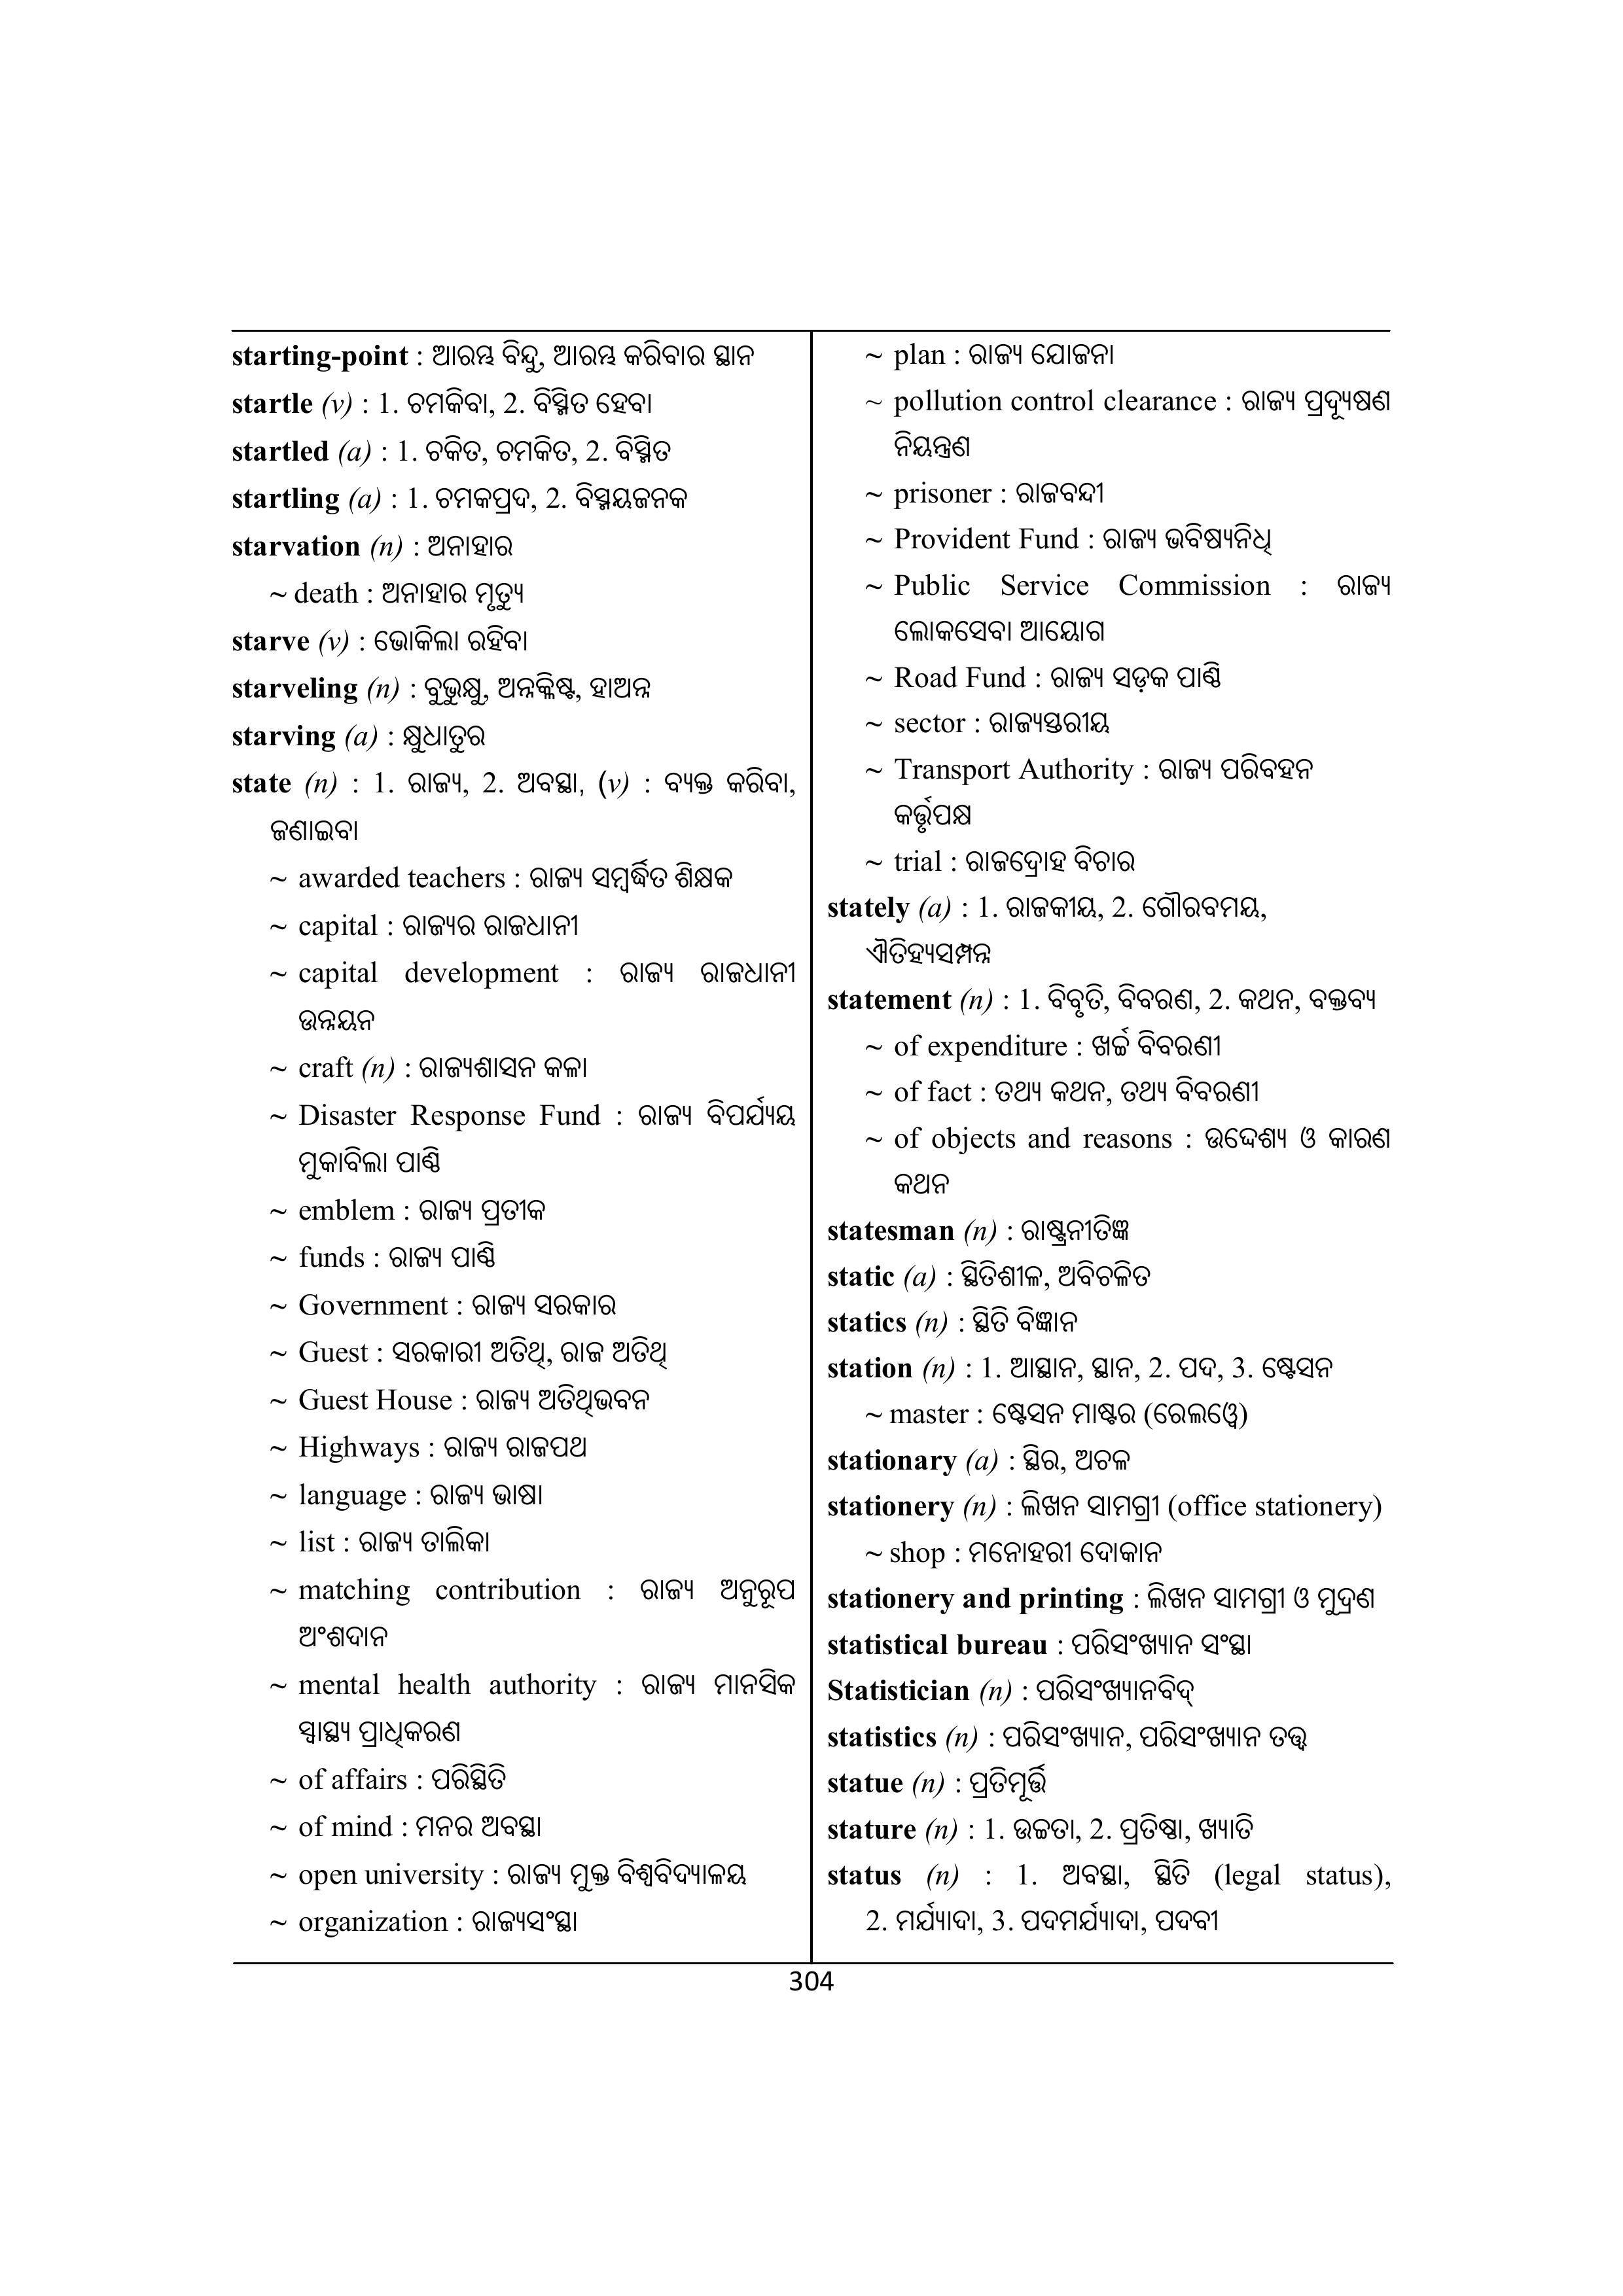 starting-point : ଆରମ୍ଭ ବିନ୍ଦୁ, ଆରମ୍ଭ କରିବାର ସ୍ଥାନ
startle (v) : 1. ଚମକିବା, 2. ବିସ୍ମିତ ହେବା
startled (a) : 1. ଚକିତ, ଚମକିତ, 2. ବିସ୍ମିତ
startling (a) : 1. ଚମକପ୍ରଦ, 2. ବିସ୍ମୟଜନକ
starvation (n) : ଅନାହାର
~ death : ଅନାହାର ମୃତ୍ୟୁ
starve (v) : ଭୋକିଲା ରହିବା
starveling (n) : ବୁଭୁକ୍ଷୁ, ଅନ୍ନକ୍ଳିଷ୍ଟ, ହାଅନ୍ନ
starving (a) : କ୍ଷୁଧାତୁର
state (n) : 1. ରାଜ୍ୟ, 2. ଅବସ୍ଥା, (v) : ବ୍ୟକ୍ତ କରିବା,
ଜଣାଇବା
~ awarded teachers : ରାଜ୍ୟ ସମ୍ବର୍ଦ୍ଧିତ ଶିକ୍ଷକ
~ capital : ରାଜ୍ୟର ରାଜଧାନୀ
~ capital development : ରାଜ୍ୟ ରାଜଧାନୀ
ଉନ୍ନୟନ
~ craft (n) : ରାଜ୍ୟଶାସନ କଳା
~ Disaster Response Fund : ରାଜ୍ୟ ବିପର୍ଯ୍ୟୟ
ମୁକାବିଲା ପାଣ୍ଠି
~ emblem : ରାଜ୍ୟ ପ୍ରତୀକ
~ funds : ରାଜ୍ୟ ପାଣ୍ଠି
~ Government : ରାଜ୍ୟ ସରକାର
~ Guest : ସରକାରୀ ଅତିଥି, ରାଜ ଅତିଥି
~ Guest House : ରାଜ୍ୟ ଅତିଥିଭବନ
~ Highways : ରାଜ୍ୟ ରାଜପଥ
~ language : ରାଜ୍ୟ ଭାଷା
~ list : ରାଜ୍ୟ ତାଲିକା
~ matching contribution : ରାଜ୍ୟ ଅନୁରୂପ
ଅଂଶଦାନ
~ mental health authority : ରାଜ୍ୟ ମାନସିକ
ସ୍ୱାସ୍ଥ୍ୟ ପ୍ରାଧିକରଣ
~ of affairs : ପରିସ୍ଥିତି
~ of mind : ମନର ଅବସ୍ଥା
~ open university : ରାଜ୍ୟ ମୁକ୍ତ ବିଶ୍ୱବିଦ୍ୟାଳୟ
~ organization : ରାଜ୍ୟସଂସ୍ଥା
~ plan : ରାଜ୍ୟ ଯୋଜନା
~ pollution control clearance : ରାଜ୍ୟ ପ୍ରଦୂ୍ୟଷଣ
ନିୟନ୍ତ୍ରଣ
~ prisoner : ରାଜବନ୍ଦୀ
~ Provident Fund : ରାଜ୍ୟ ଭବିଷ୍ୟନିଧି
~ Public Service Commission : ରାଜ୍ୟ
ଲୋକସେବା ଆୟୋଗ
~ Road Fund : ରାଜ୍ୟ ସଡ଼କ ପାଣ୍ଠି
~ sector : ରାଜ୍ୟସ୍ତରୀୟ
~ Transport Authority : ରାଜ୍ୟ ପରିବହନ
କର୍ତ୍ତୃପକ୍ଷ
~ trial : ରାଜଦ୍ରୋହ ବିଚାର
stately (a) : 1. ରାଜକୀୟ, 2. ଗୌରବମୟ,
ଐତିହ୍ୟସମ୍ପନ୍ନ
statement (n) : 1. ବିବୃତି, ବିବରଣ, 2. କଥନ, ବକ୍ତବ୍ୟ
~ of expenditure : ଖର୍ଚ୍ଚ ବିବରଣୀ
~ of fact : ତଥ୍ୟ କଥନ, ତଥ୍ୟ ବିବରଣୀ
~ of objects and reasons : ଉଦ୍ଦେଶ୍ୟ ଓ କାରଣ
କଥନ
statesman (n) : ରାଷ୍ଟ୍ରନୀତିଜ୍ଞ
static (a) : ସ୍ଥିତିଶୀଳ, ଅବିଚଳିତ
statics (n) : ସ୍ଥିତି ବିଜ୍ଞାନ
station (n) : 1. ଆସ୍ଥାନ, ସ୍ଥାନ, 2. ପଦ, 3. ଷ୍ଟେସନ
~ master : ଷ୍ଟେସନ ମାଷ୍ଟର (ରେଲୱେ)
stationary (a) : ସ୍ଥିର, ଅଚଳ
stationery (n) : ଲିଖନ ସାମଗ୍ରୀ (office stationery)
~ shop : ମନୋହରୀ ଦୋକାନ
stationery and printing : ଲିଖନ ସାମଗ୍ରୀ ଓ ମୁଦ୍ରଣ
statistical bureau : ପରିସଂଖ୍ୟାନ ସଂସ୍ଥା
Statistician (n) : ପରିସଂଖ୍ୟାନବିଦ୍
statistics (n) : ପରିସଂଖ୍ୟାନ, ପରିସଂଖ୍ୟାନ ତତ୍ତ୍ୱ
statue (n) : ପ୍ରତିମୂର୍ତ୍ତି
stature (n) : 1. ଉଚ୍ଚତା, 2. ପ୍ରତିଷ୍ଠା, ଖ୍ୟାତି
status (n) : 1. ଅବସ୍ଥା, ସ୍ଥିତି (legal status),
2. ମର୍ଯ୍ୟାଦା, 3. ପଦମର୍ଯ୍ୟାଦା, ପଦବୀ
304